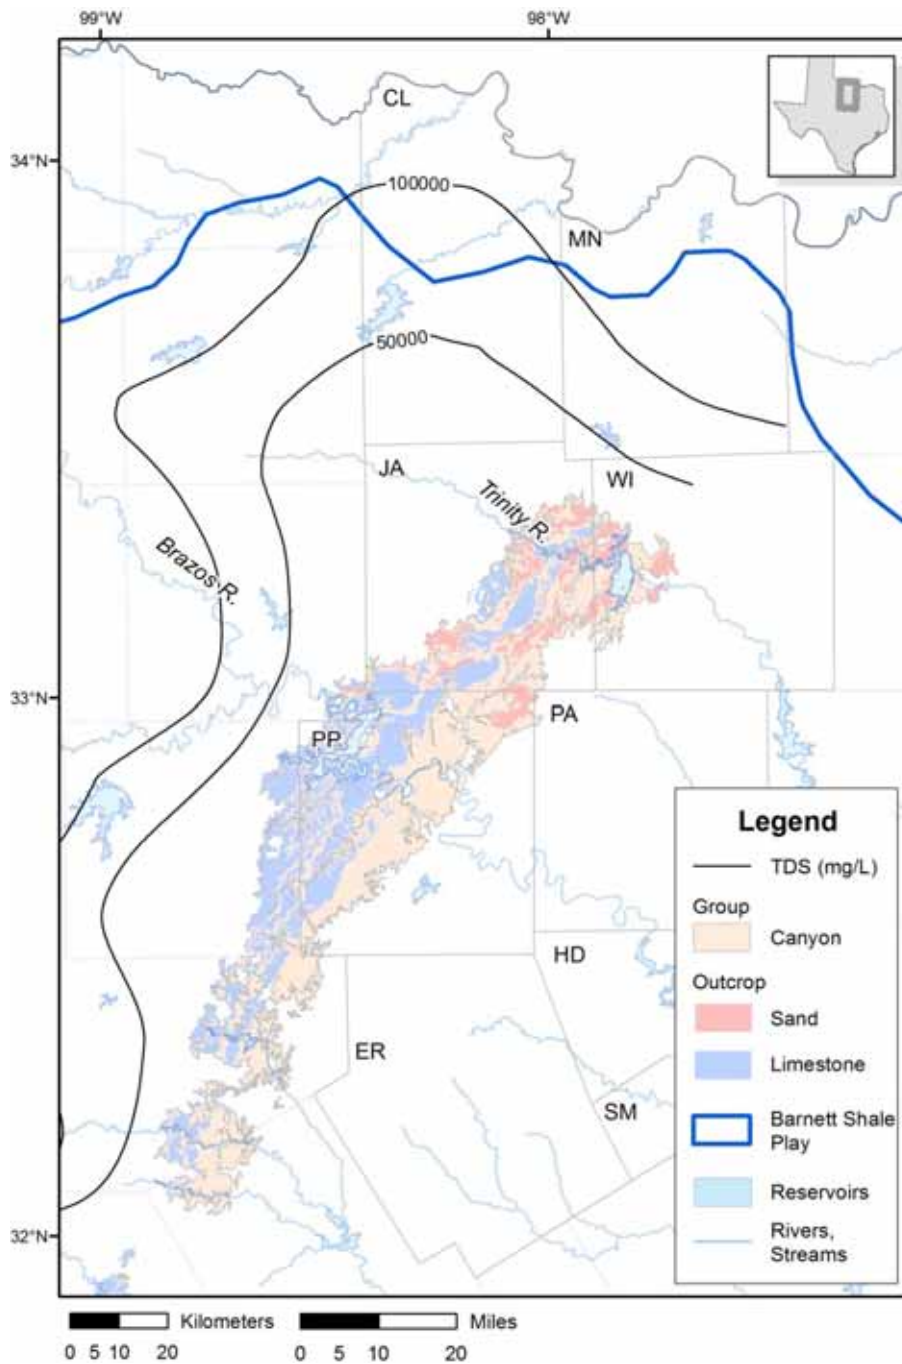 99°W
98°W
CL
34°N
100000
MN
50000
JA
WI
Trinity R.
Brazos R.
33°N
PP
PA
Legend
TDS (mg/L)
Group
Canyon
HD
Outcrop
Sand
ER
Limestone
SM
Barnett Shale
Play
Reservoirs
32°N
Rivers,
Streams
Kilometers
Miles
0 5 10 20
0 5 10 20